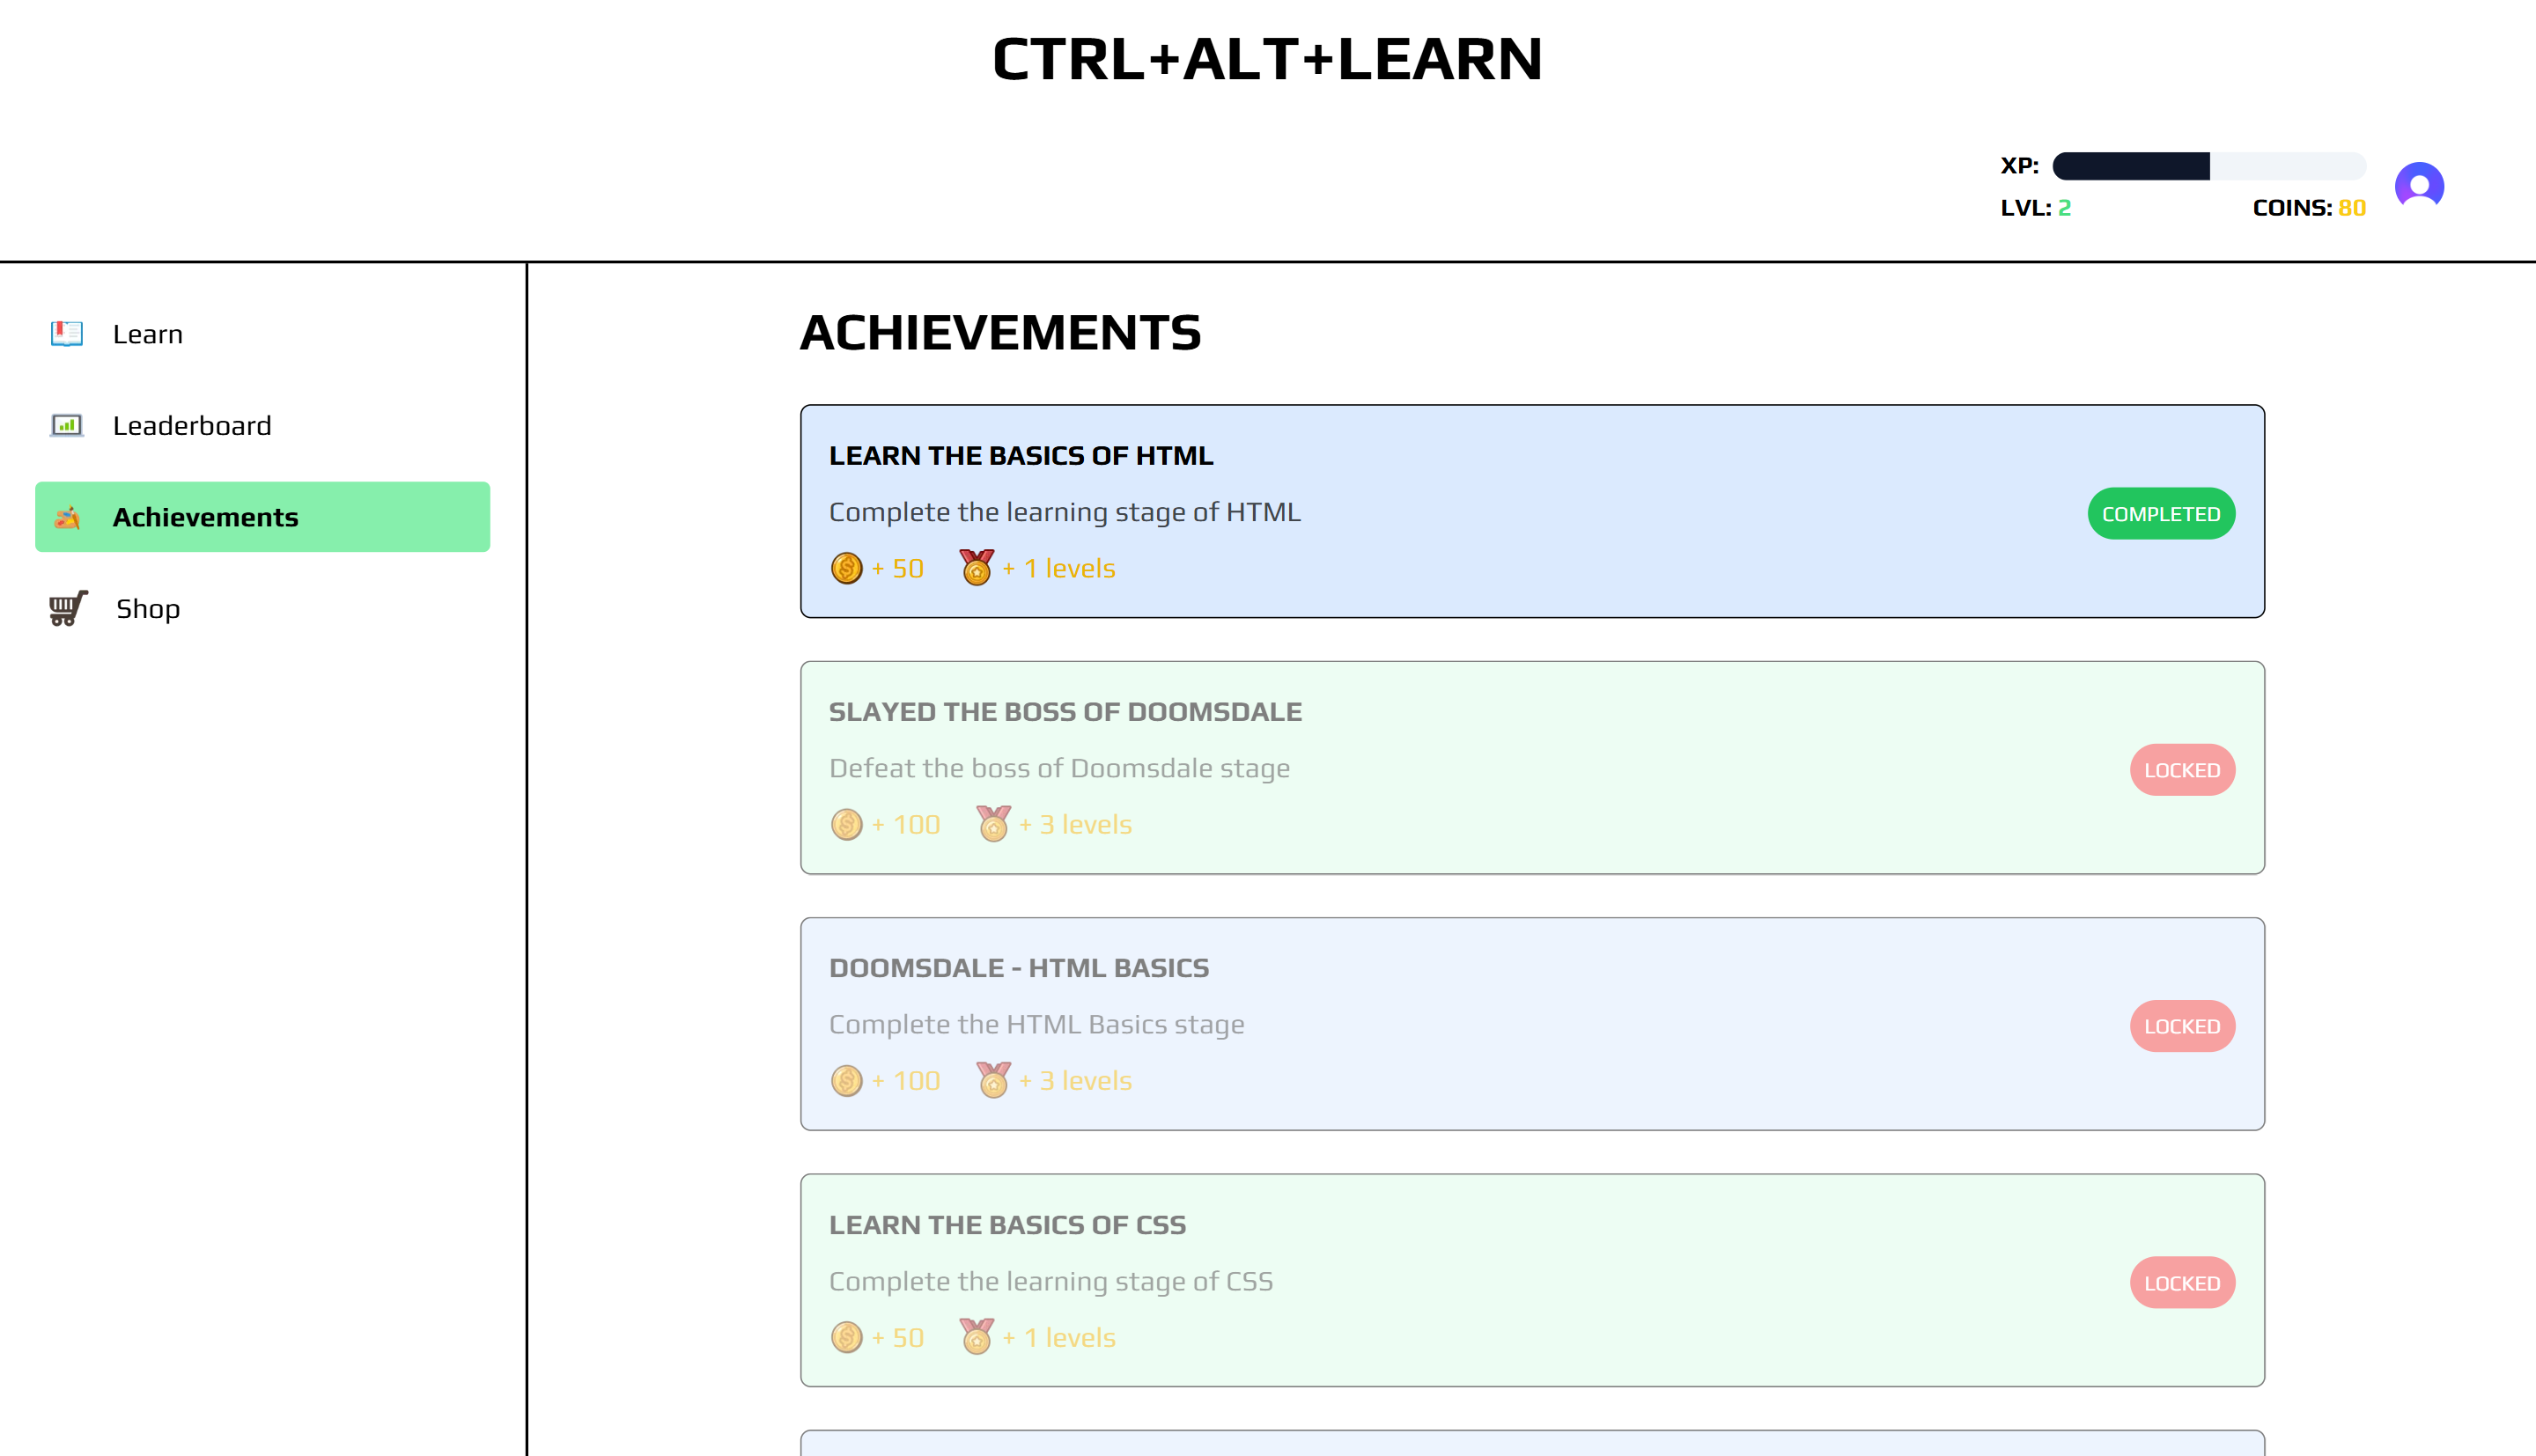 CTRL+ALT+LEARN
XP:
LVL: 2 COINS: 80
Learn
Leaderboard
Achievements
Shop
ACHIEVEMENTS
LEARN THE BASICS OF HTML
Complete the learning stage of HTML
+ 50 + 1 levels
COMPLETED
SLAYED THE BOSS OF DOOMSDALE
Defeat the boss of Doomsdale stage
+ 100 + 3 levels
LOCKED
DOOMSDALE - HTML BASICS
Complete the HTML Basics stage
+ 100 + 3 levels
LOCKED
LEARN THE BASICS OF CSS
Complete the learning stage of CSS
+ 50 + 1 levels
LOCKED